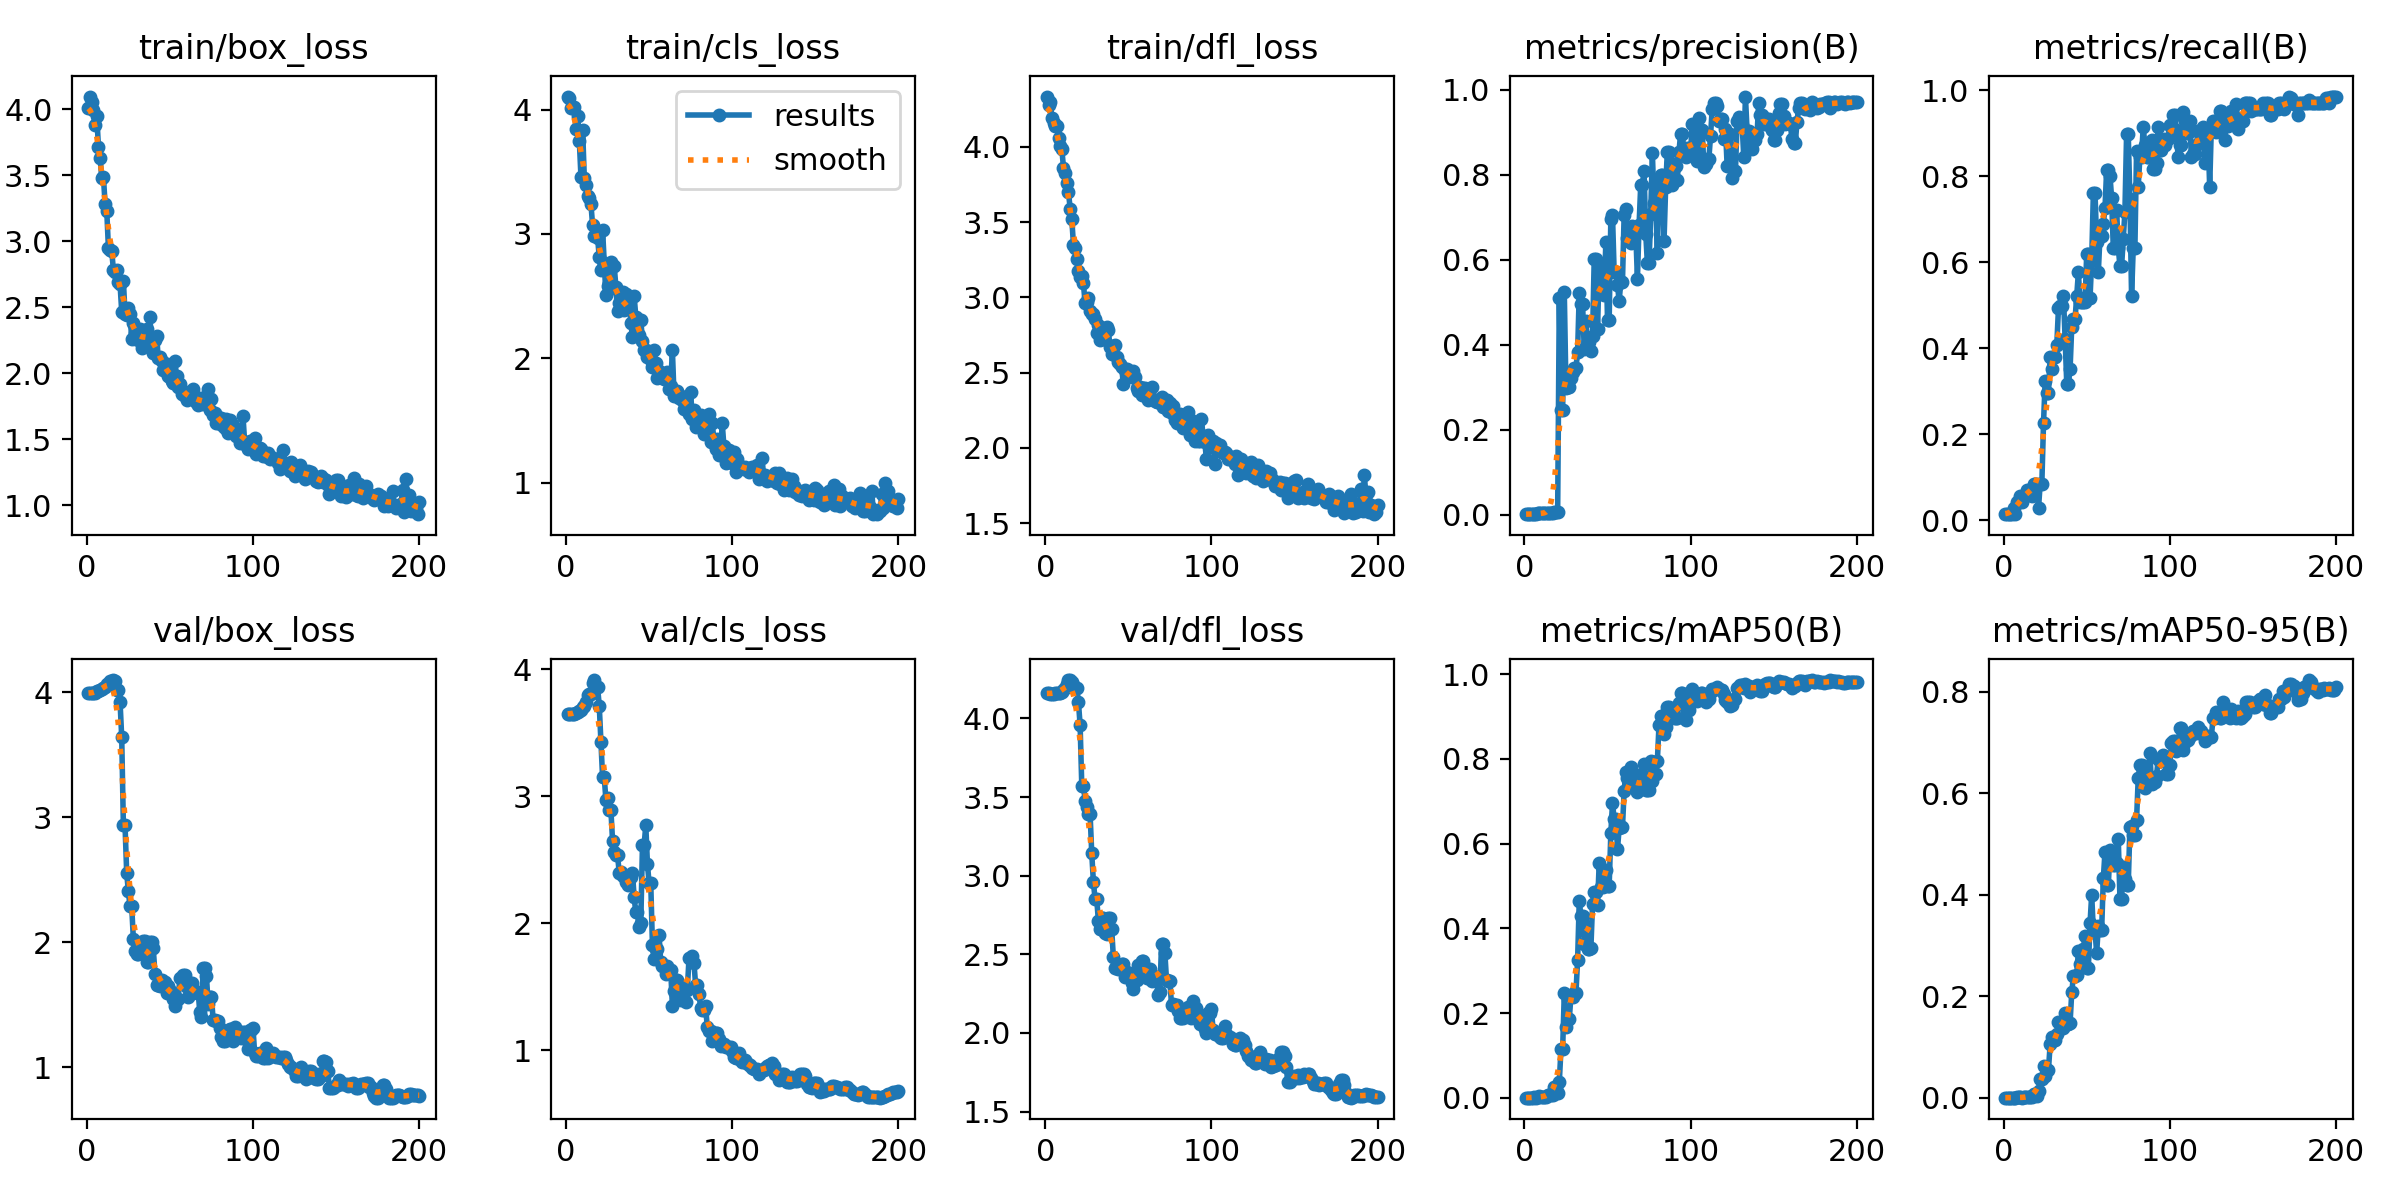 train/box_loss
train/cls_loss
train/dfl_loss
metrics/precision(B)
metrics/recall(B)
4.0
3.5
3.0
2.5
2.0
1.5
1.0
0 100 200
4
3
2
1
0 100 200
results
smooth
4.0
3.5
3.0
2.5
2.0
1.5
0 100 200
1.0
0.8
0.6
0.4
0.2
0.0
0 100 200
1.0
0.8
0.6
0.4
0.2
0.0
0 100 200
val/box_loss
val/cls_loss
val/dfl_loss
metrics/mAP50(B)
metrics/mAP50-95(B)
4
3
2
1
0 100 200
4
3
2
1
0 100 200
4.0
3.5
3.0
2.5
2.0
1.5
0 100 200
1.0
0.8
0.6
0.4
0.2
0.0
0 100 200
0.8
0.6
0.4
0.2
0.0
0 100 200